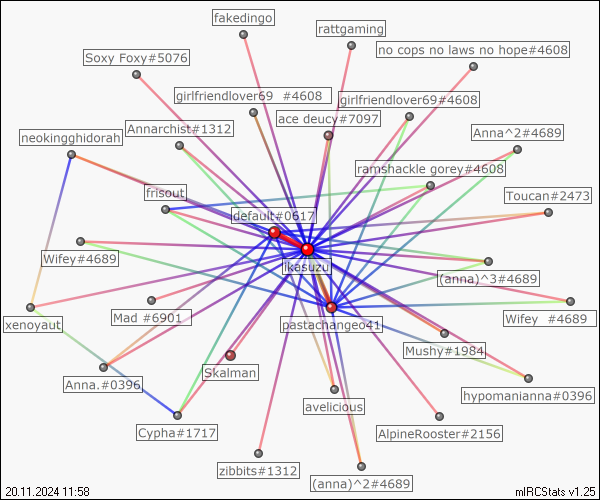 fakedingo
rattgaming
Soxy Foxy#5076
no cops no laws no hope#4608
girlfriendlover69 #4608
girlfriendlover69#4608
ace deucy#7097
Annarchist#1312
Anna^2#4689
neokingghidorah
ramshackle gorey#4608
frisout
Toucan#2473
default#0617
Wifey#4689
ikasuzu
(anna)^3#4689
xenoyaut
Mad #6901
pastachangeo41
Wifey #4689
Mushy#1984
Skalman
Anna.#0396
hypomanianna#0396
avelicious
Cypha#1717
AlpineRooster#2156
zibbits#1312
(anna)^2#4689
20.11.2024 11:58
mIRCStats v1.25